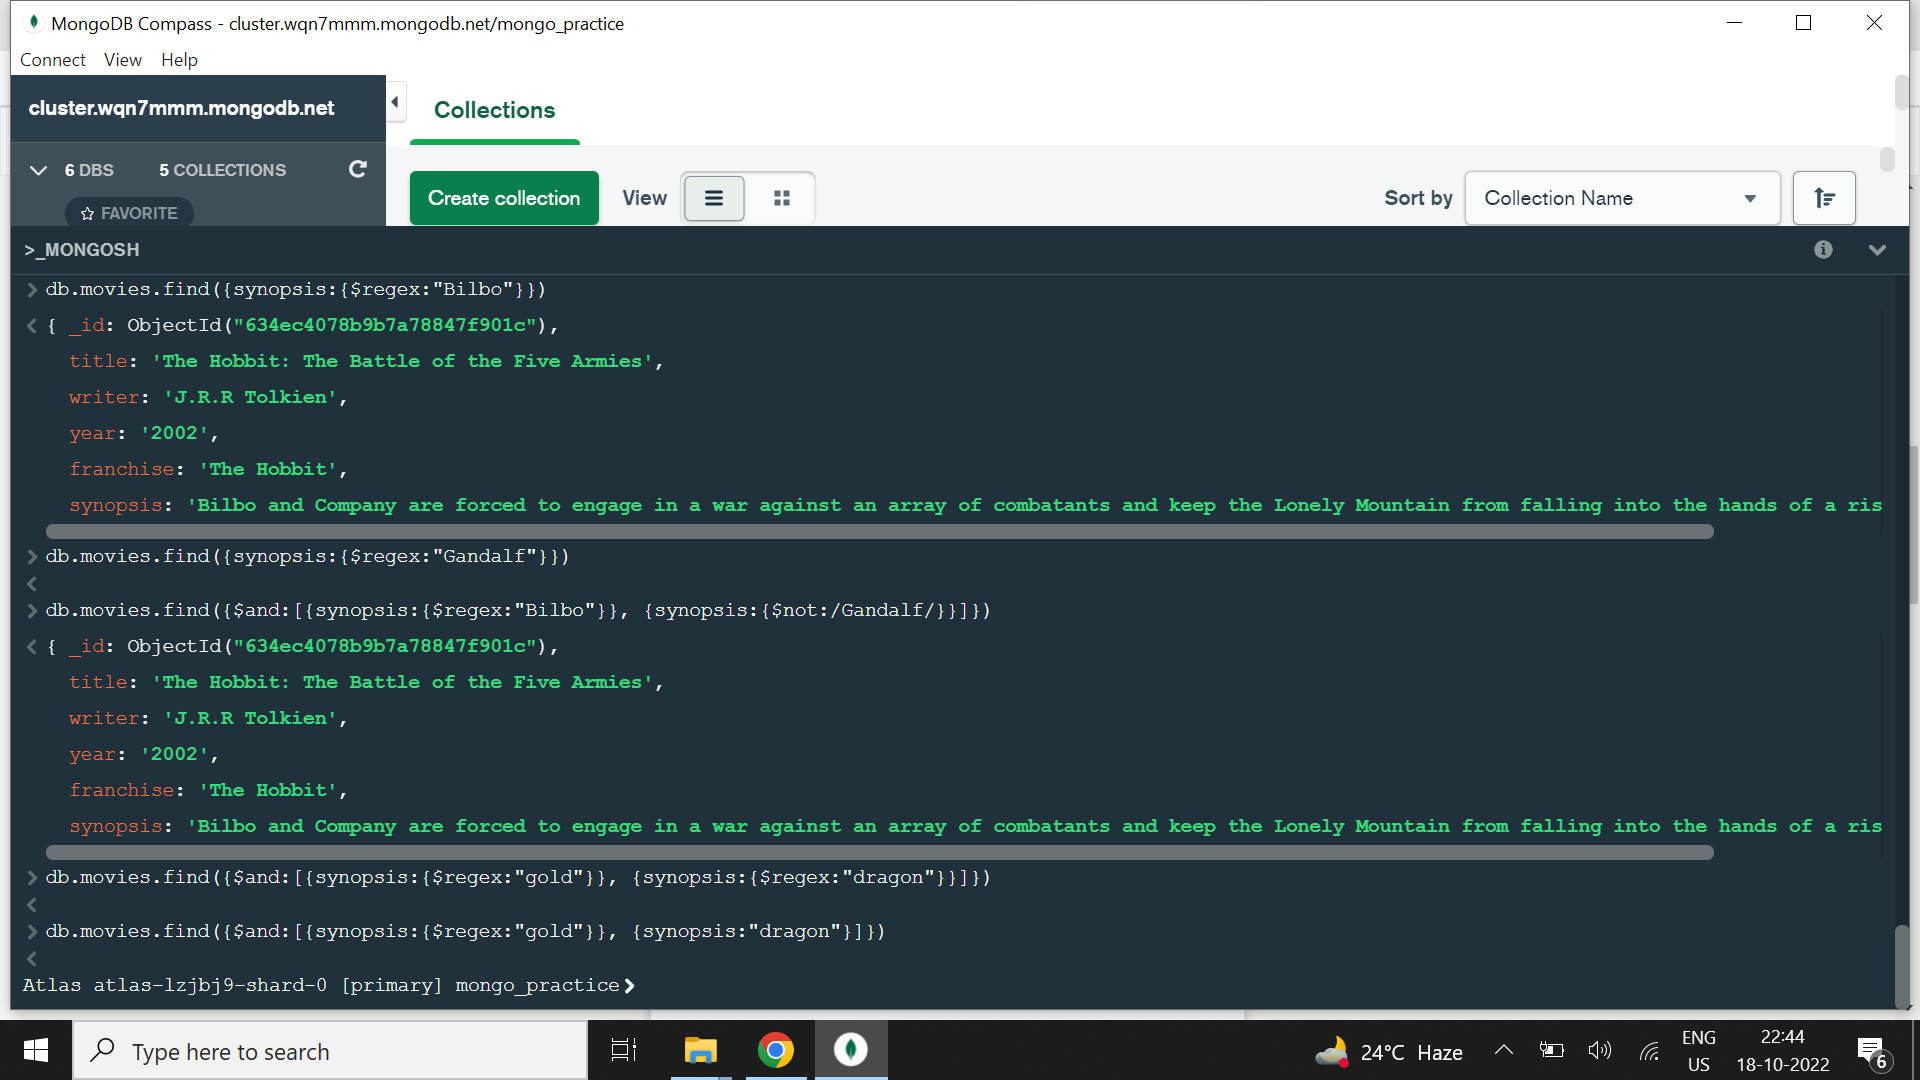 MongoDB Compass - cluster.wqn7mmm.mongodb.net/mongo_practice
Connect View Help
cluster.wqn7mmm.mongodb.net
Collections
6 DBS 5 COLLECTIONS
FAVORITE
Create collection View Sort by Collection Name
>_MONGOSH
db.movies.find({synopsis:{$regex:"Bilbo"}})
{ _id: ObjectId("634ec4078b9b7a78847f901c"),
title: 'The Hobbit: The Battle of the Five Armies',
writer: 'J.R.R Tolkien',
year: '2002',
franchise: 'The Hobbit',
synopsis: 'Bilbo and Company are forced to engage in a war against an array of combatants and keep the Lonely Mountain from falling into the hands of a ris
db.movies.find({synopsis:{$regex:"Gandalf"}})
db.movies.find({$and:[{synopsis:{$regex:"Bilbo"}}, {synopsis:{$not:/Gandalf/}}]})
{ _id: ObjectId("634ec4078b9b7a78847f901c"),
title: 'The Hobbit: The Battle of the Five Armies',
writer: 'J.R.R Tolkien',
year: '2002',
franchise: 'The Hobbit',
synopsis: 'Bilbo and Company are forced to engage in a war against an array of combatants and keep the Lonely Mountain from falling into the hands of a ris
db.movies.find({$and:[{synopsis:{$regex:"gold"}}, {synopsis:{$regex:"dragon"}}]})
db.movies.find({$and:[{synopsis:{$regex:"gold"}}, {synopsis:"dragon"}]})
Atlas atlas-lzjbj9-shard-0 [primary] mongo_practice>
Type here to search
24°C Haze
ENG
US
22:44
18-10-2022
6